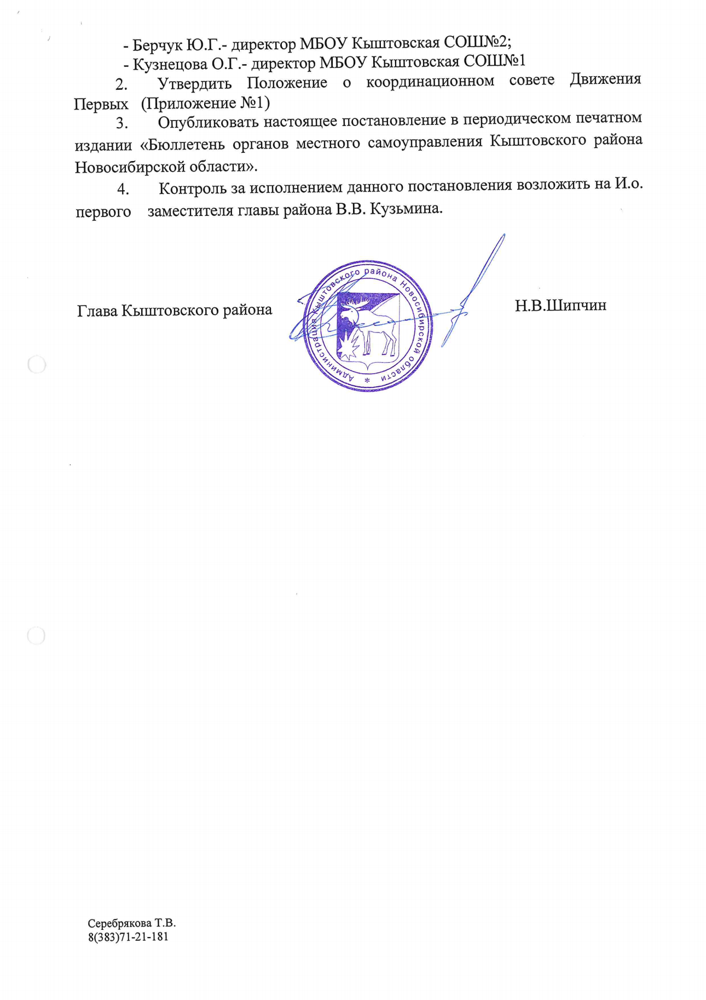 - Берчук Ю.Г.- директор МБОУ Кыштовская СОШ№2;
- Кузнецова О.Г.- директор МБОУ Кыштовская СОШ№1
2. Утвердить Положение о координационном совете Движения
Первых (Приложение №1)
3. Опубликовать настоящее постановление в периодическом печатном
издании «Бюллетень органов местного самоуправления Кыштовского района
Новосибирской области».
4. Контроль за исполнением данного постановления возложить на И.о.
первого заместителя главы района В.В. Кузьмина.
Администрация Кыштовского района Новосибирской области *
Глава Кыштовского района Н.В.Шипчин
Серебрякова Т.В.
8(383)71-21-181